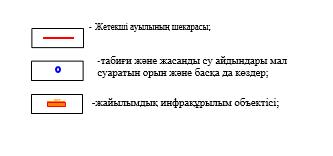 - Жетекші ауылының шекарасы;
-табиғи және жасанды су айдындары мал
суаратын орын және басқа да көздер;
-жайылымдық инфрақұрылым объектісі;